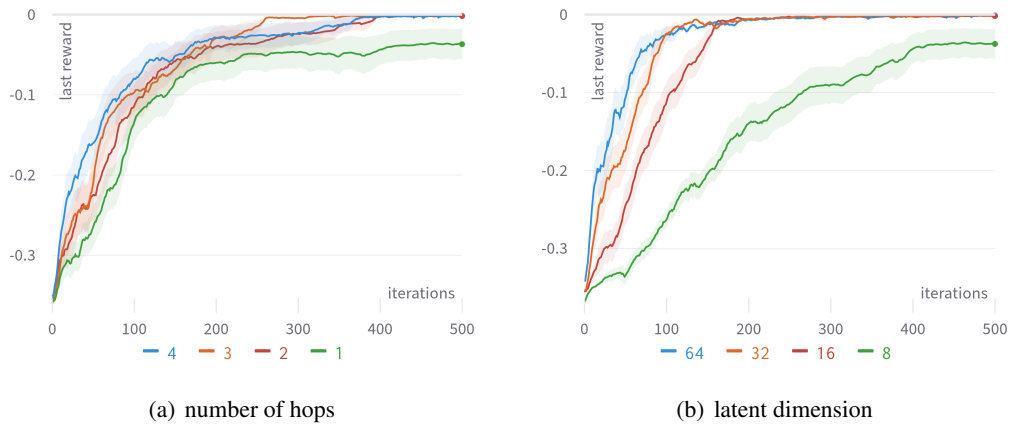 0
-0.1
-0.2
-0.3
last reward
iterations
0 100 200 300 400 500
4 3 2 1
(a) number of hops
0
-0.1
-0.2
-0.3
last reward
iterations
0 100 200 300 400 500
64 32 16 8
(b) latent dimension